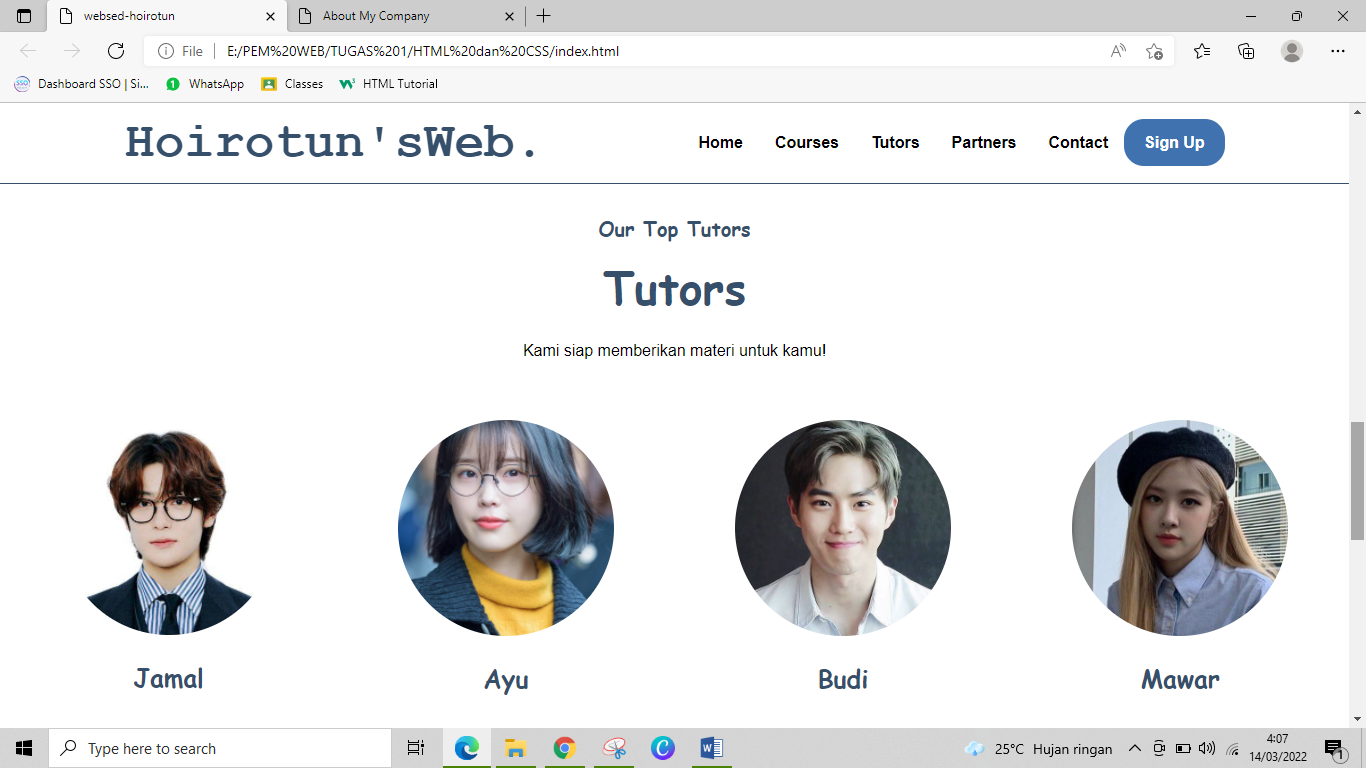 websed-hoirotun
About My Company
File
E:/PEM%20WEB/TUGAS%201/HTML%20dan%20CSS/index.html
Dashboard SSO | Si...
1
WhatsApp
Classes
HTML Tutorial
Hoirotun'sWeb.
Home
Courses
Tutors
Partners
Contact
Sign Up
Our Top Tutors
Tutors
Kami siap memberikan materi untuk kamu!
Jamal
Ayu
Budi
Mawar
Type here to search
25°C Hujan ringan
4:07
14/03/2022
1